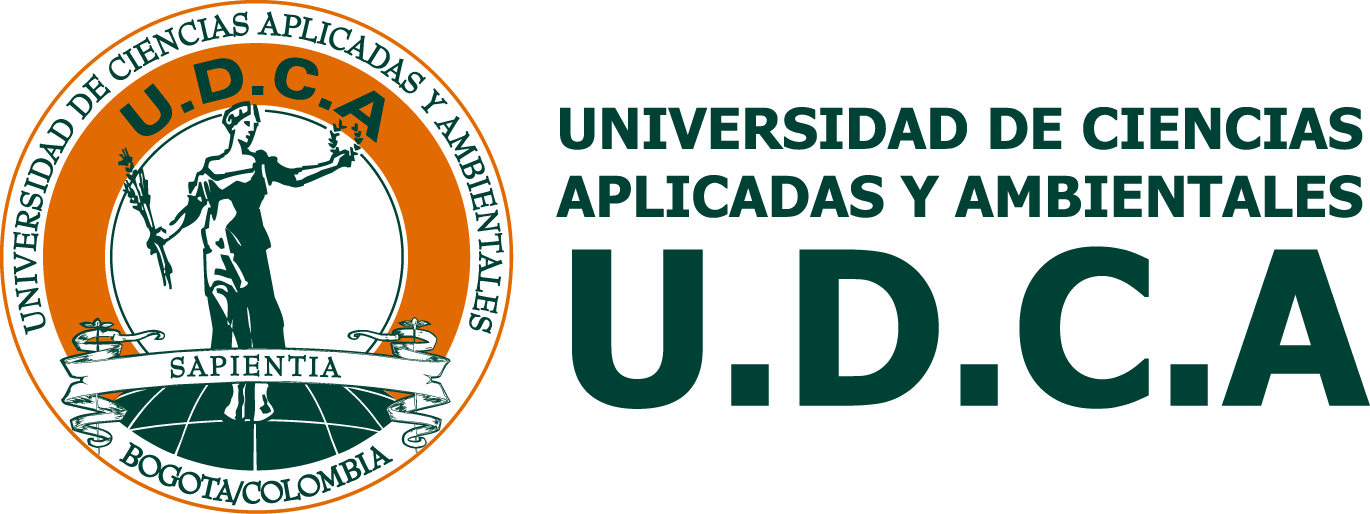 UNIVERSIDAD DE CIENCIAS APLICADAS Y AMBIENTALES
U.D.C.A
SAPIENTIA
BOGOTA/COLOMBIA
UNIVERSIDAD DE CIENCIAS
APLICADAS Y AMBIENTALES
U.D.C.A